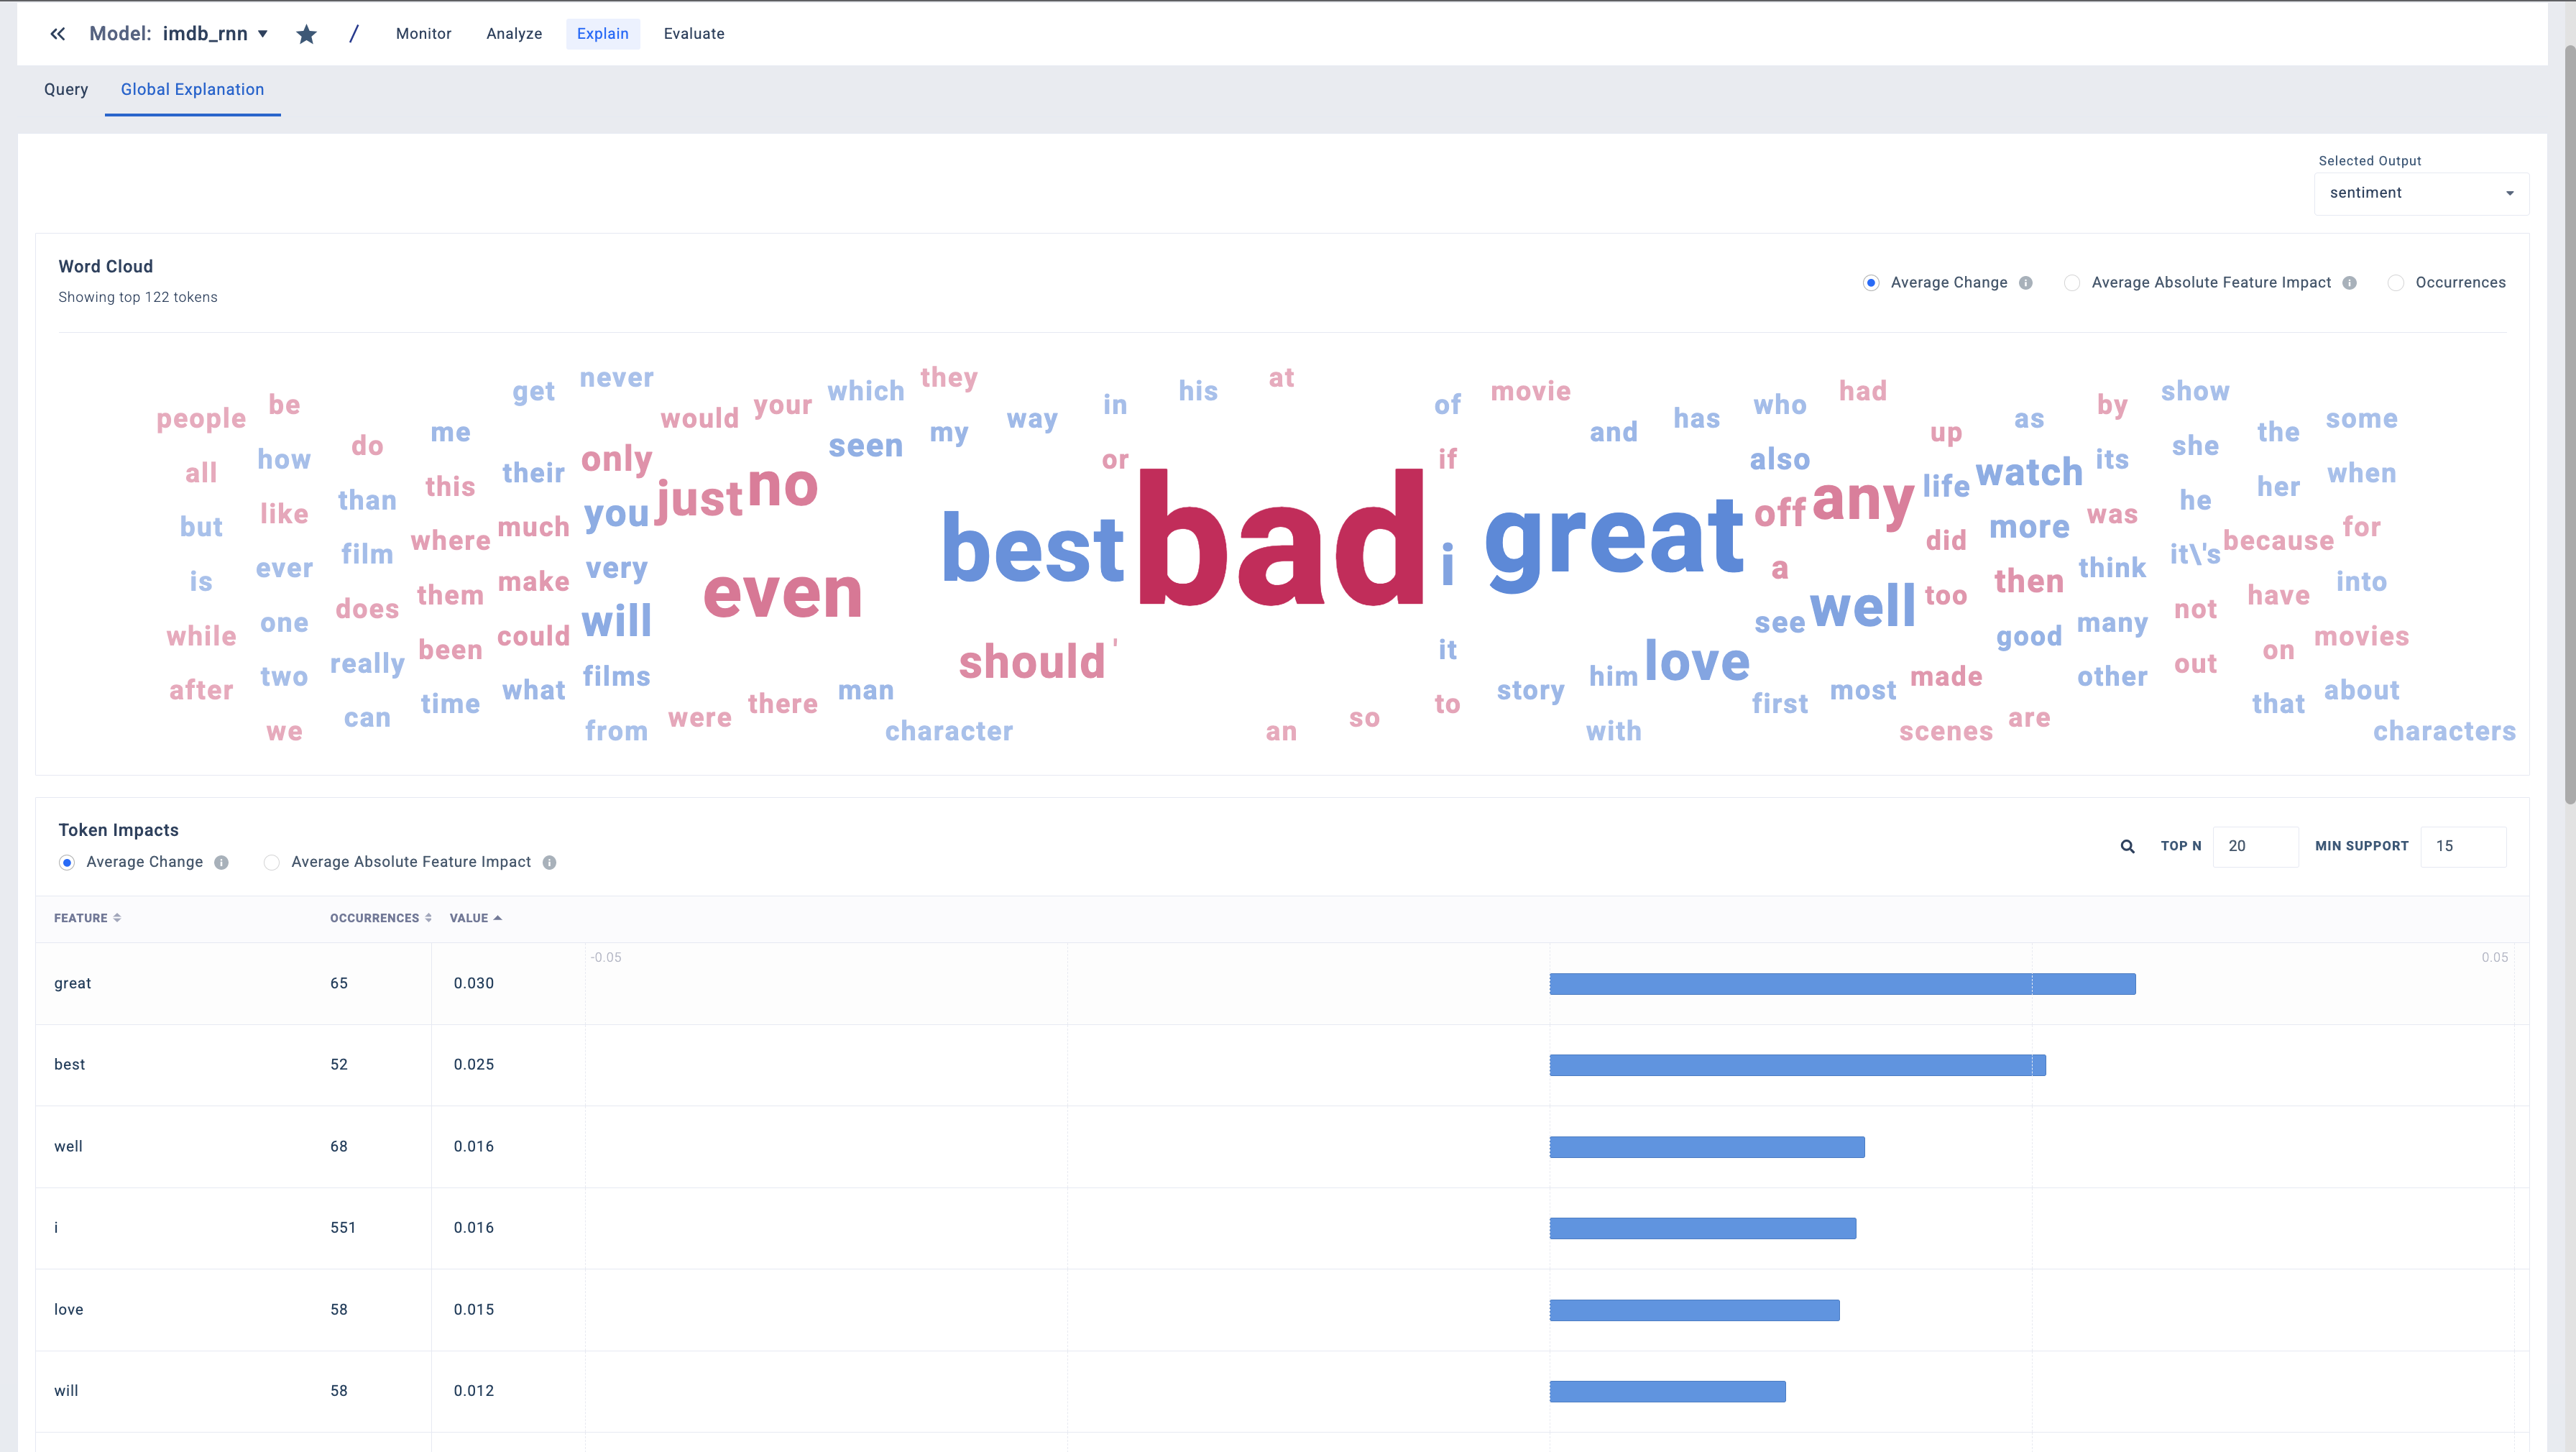 Model: imdb_rnn / Monitor Analyze Explain Evaluate
Query Global Explanation
Selected Output
sentiment
Word Cloud
Showing top 122 tokens
Average Change Average Absolute Feature Impact Occurrences
never they at
get which his movie had show
be your in of who by
people would way has as some
me my and up the
do seen she
how only or if also its
all watch when
this their no life her
than just any he
like you off was
but much more for
where best bad great did it\'s because
film i
ever very a think
is make then into
them even too have
does well not
one will see many
while could good movies
been it on
really should ' love out
two films him made other
after what man story most about
time there to first that
can were so are
we from character an with scenes characters
Token Impacts
Average Change Average Absolute Feature Impact
TOP N 20 MIN SUPPORT 15
FEATURE OCCURRENCES VALUE
-0.05 0.05
great 65 0.030
best 52 0.025
well 68 0.016
i 551 0.016
love 58 0.015
will 58 0.012